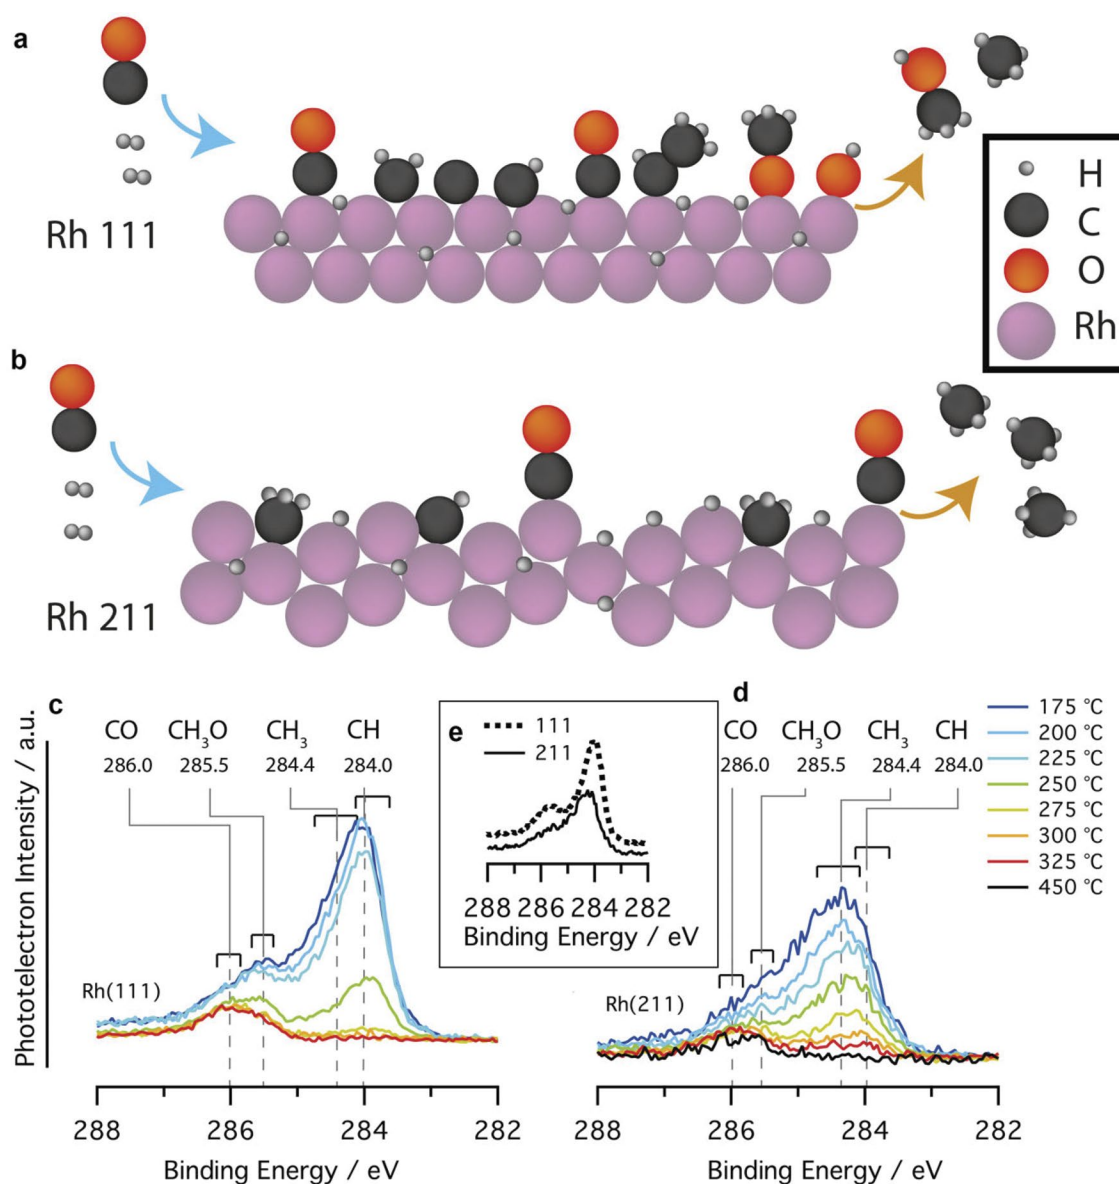 a
Rh 111
H
C
O
Rh
b
Rh 211
c
CO CH₃O CH₃ CH
286.0 285.5 284.4 284.0
Rh(111)
Photoelectron Intensity / a.u.
288 286 284 282
Binding Energy / eV
e
111
211
288 286 284 282
Binding Energy / eV
d
CO CH₃O CH₃ CH
286.0 285.5 284.4 284.0
Rh(211)
288 286 284 282
Binding Energy / eV
175 °C
200 °C
225 °C
250 °C
275 °C
300 °C
325 °C
450 °C